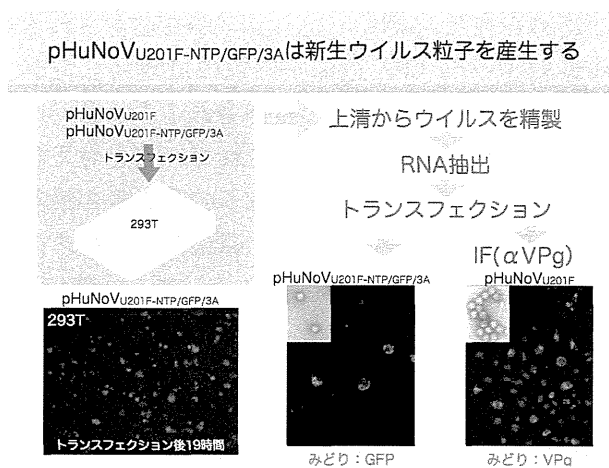 pHuNoVU201F-NTP/GFP/3Aは新生ウイルス粒子を産生する
pHuNoVU201F
pHuNoVU201F-NTP/GFP/3A
トランスフェクション
293T
上清からウイルスを精製
RNA抽出
トランスフェクション
IF(αVPg)
pHuNoVU201F-NTP/GFP/3A
293T
トランスフェクション後19時間
pHuNoVU201F-NTP/GFP/3A
みどり：GFP
pHuNoVU201F
みどり：VPg